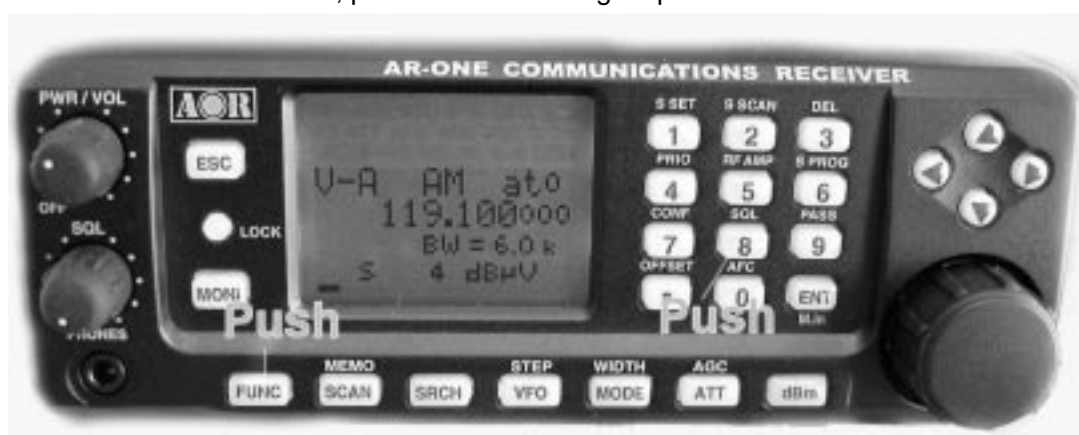 AR-ONE COMMUNICATIONS RECEIVER
PWR / VOL
AOR
S SET S SCAN DEL
1 2 3
ESC
PRIO RF AMP S PROG
4 5 6
V-A AM ato
119.100000
BW = 6.0 k
S 4 dBμV
OFF
SQL
LOCK
CONF SQL PASS
7 8 9
OFFSET AFC
0 ENT
M.in
MONI
Push Push
PHONES
MEMO STEP WIDTH AGC
FUNC SCAN SRCH VFO MODE ATT dBm